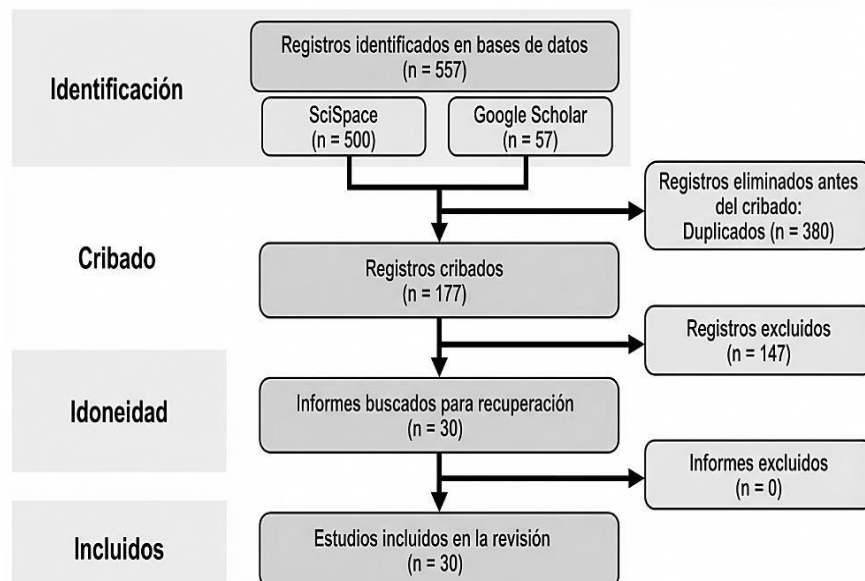 Identificación
Registros identificados en bases de datos
(n = 557)
SciSpace
(n = 500)
Google Scholar
(n = 57)
Registros eliminados antes
del cribado:
Duplicados (n = 380)
Cribado
Registros cribados
(n = 177)
Registros excluidos
(n = 147)
Idoneidad
Informes buscados para recuperación
(n = 30)
Informes excluidos
(n = 0)
Incluidos
Estudios incluidos en la revisión
(n = 30)